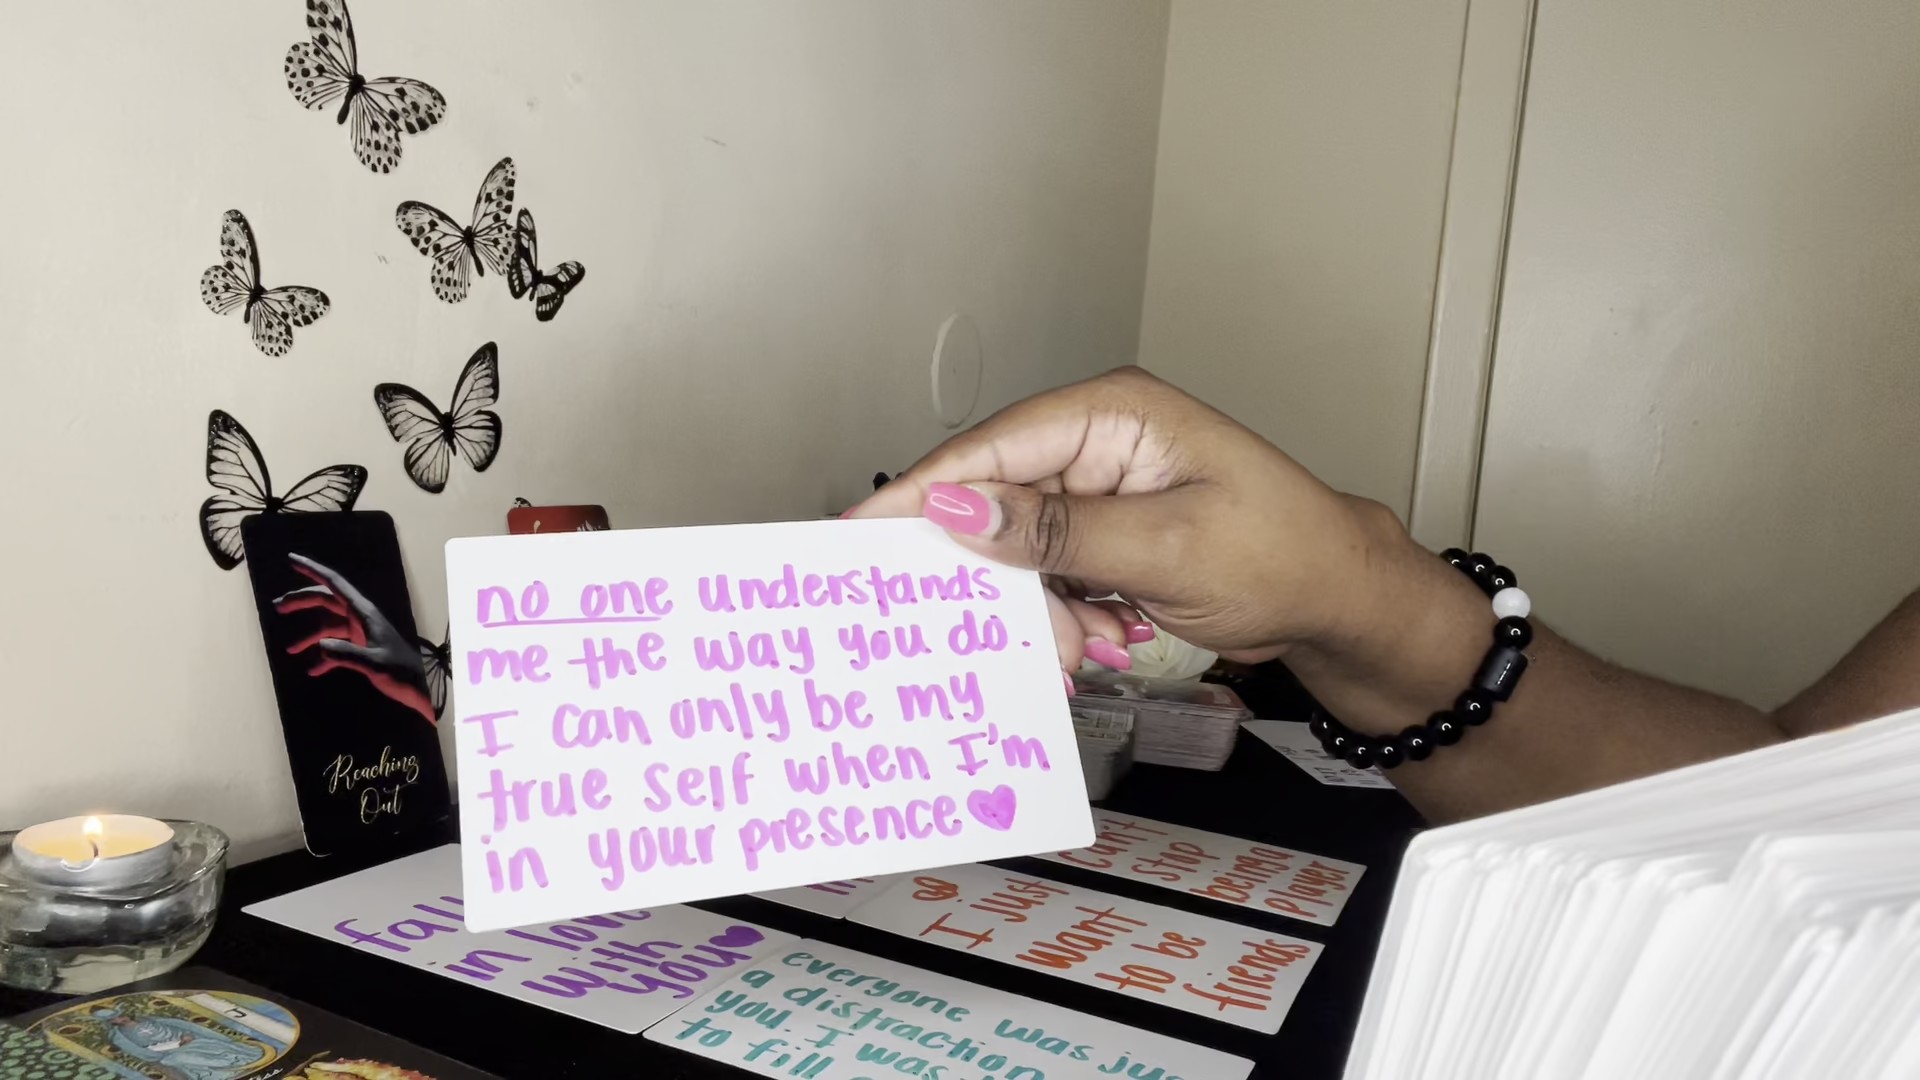 no one understands
me the way you do.
I can only be my
true self when I'm
in your presence
Reaching
Out
fall
in love
with
you
can't
stop
being a
player
I just
want
to be
friends
everyone was just
a distraction
you. I was
to fill